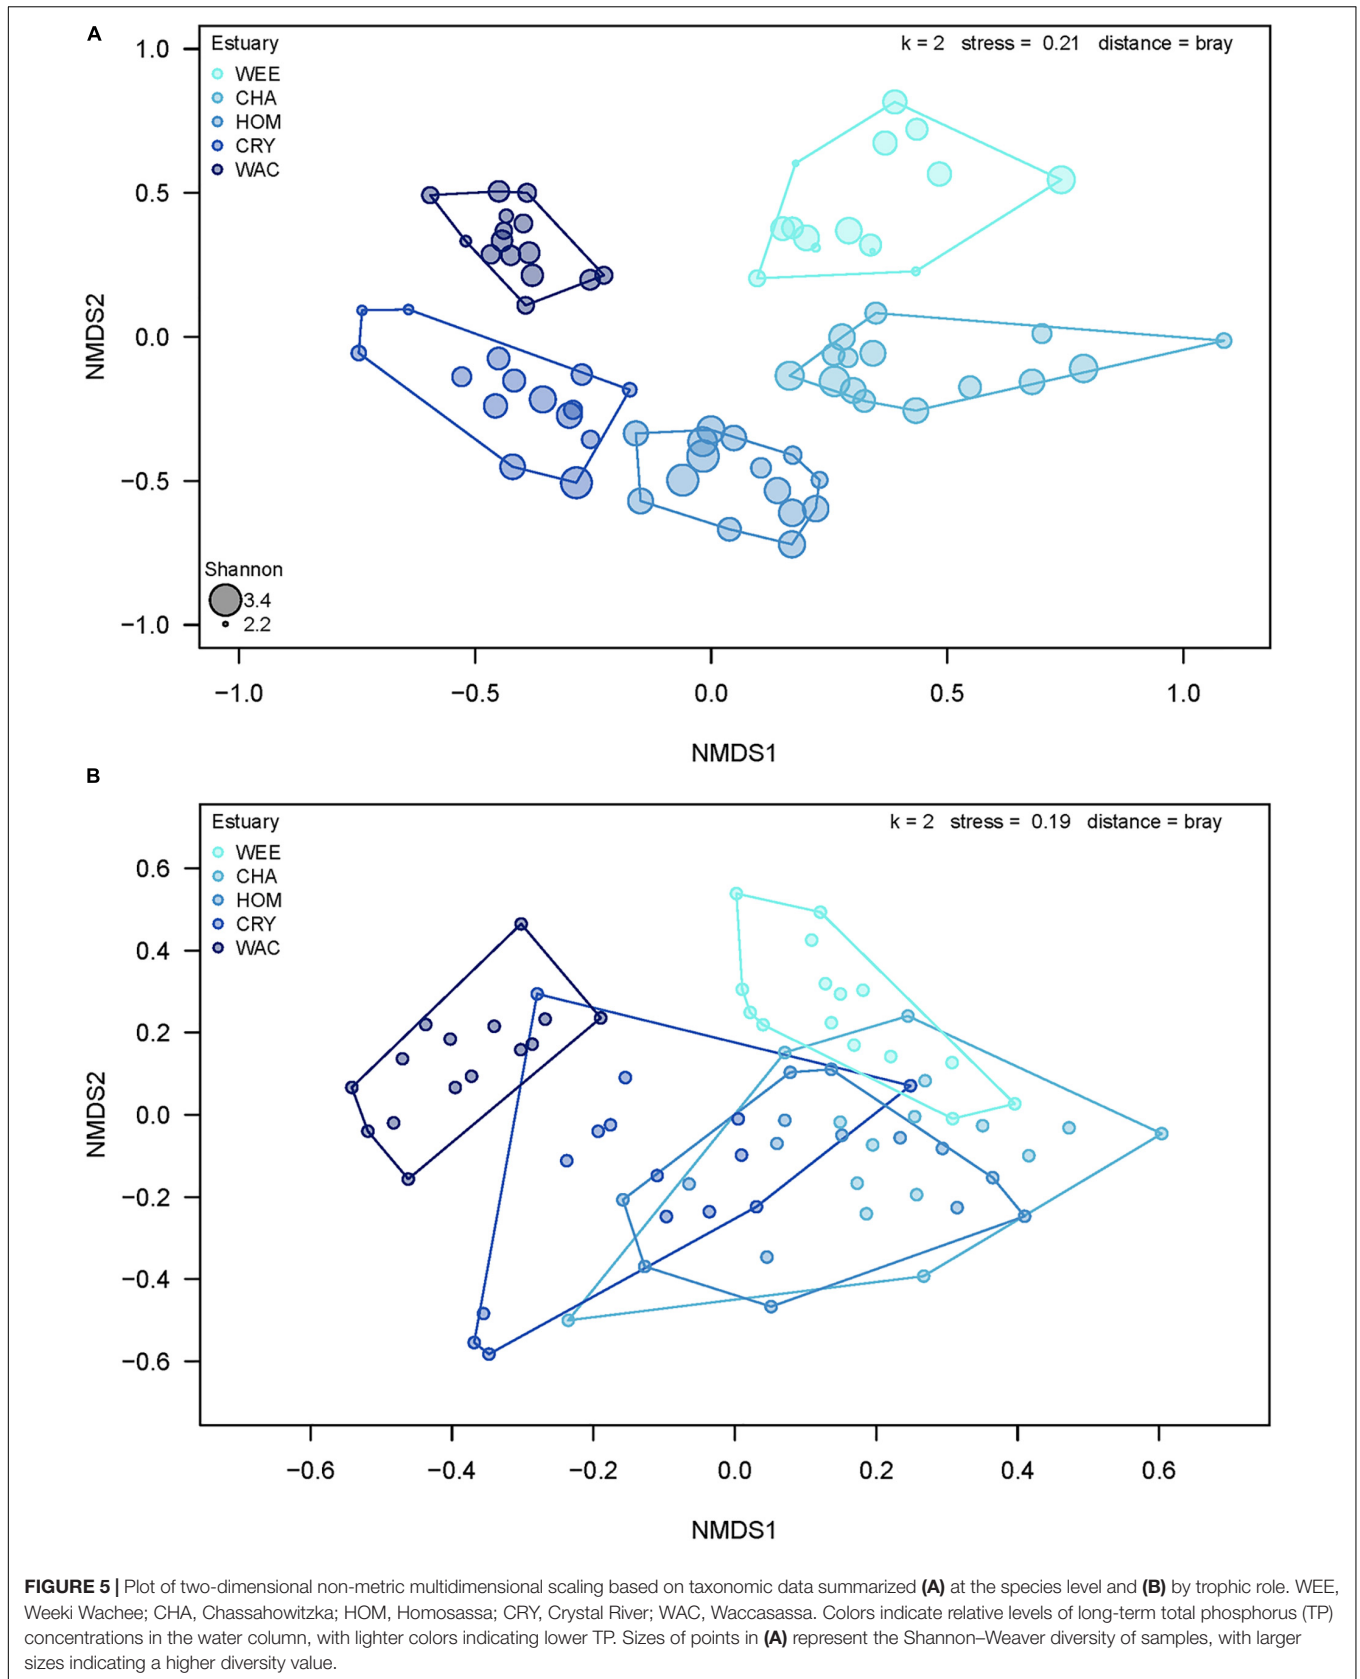 A
Estuary
WEE
CHA
HOM
CRY
WAC
k = 2 stress = 0.21 distance = bray
1.0
0.5
0.0
−0.5
−1.0
NMDS2
Shannon
3.4
2.2
−1.0 −0.5 0.0 0.5 1.0
NMDS1
B
Estuary
WEE
CHA
HOM
CRY
WAC
k = 2 stress = 0.19 distance = bray
0.6
0.4
0.2
0.0
−0.2
−0.4
−0.6
NMDS2
−0.6 −0.4 −0.2 0.0 0.2 0.4 0.6
NMDS1
FIGURE 5 | Plot of two-dimensional non-metric multidimensional scaling based on taxonomic data summarized (A) at the species level and (B) by trophic role. WEE,
Weeki Wachee; CHA, Chassahowitzka; HOM, Homosassa; CRY, Crystal River; WAC, Waccasassa. Colors indicate relative levels of long-term total phosphorus (TP)
concentrations in the water column, with lighter colors indicating lower TP. Sizes of points in (A) represent the Shannon–Weaver diversity of samples, with larger
sizes indicating a higher diversity value.